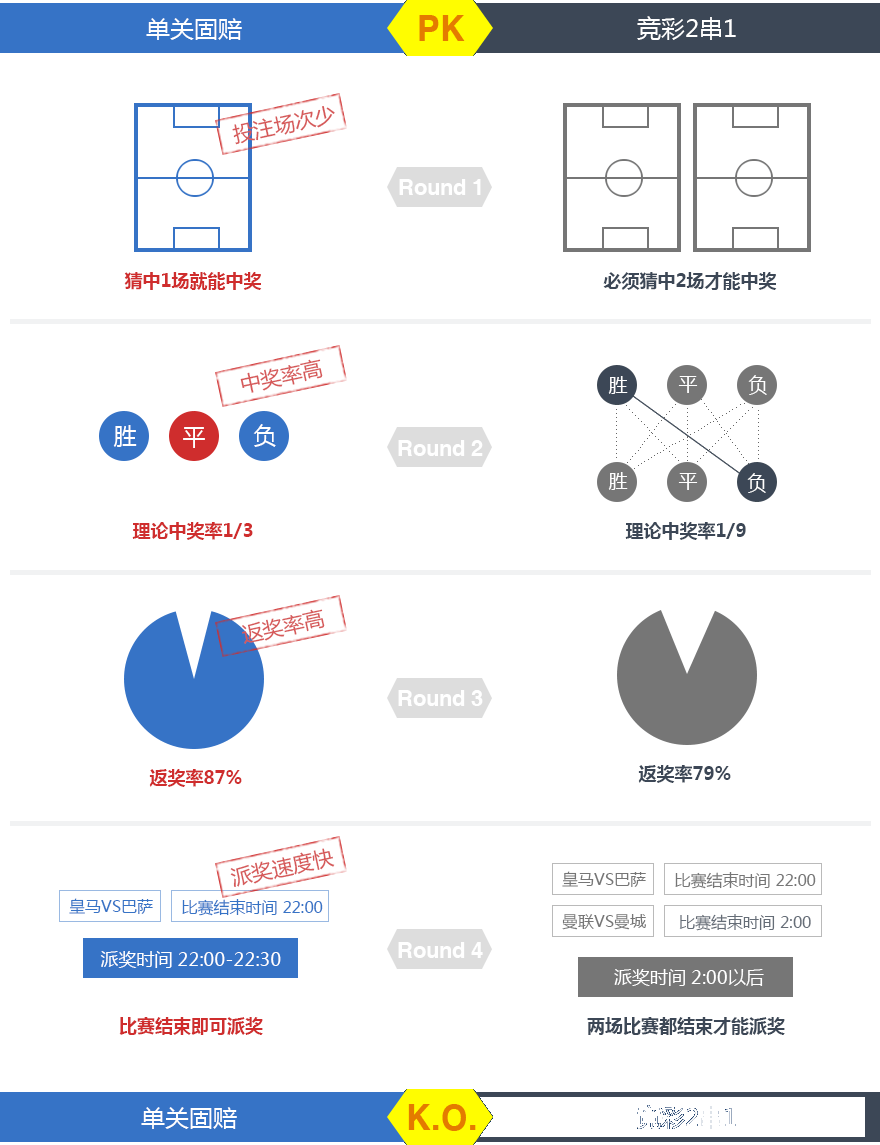 单关固赔
PK
竞彩2串1
投注场次少
Round 1
猜中1场就能中奖
必须猜中2场才能中奖
中奖率高
胜 平 负
Round 2
胜 平 负
胜 平 负
理论中奖率1/3
理论中奖率1/9
返奖率高
Round 3
返奖率87%
返奖率79%
派奖速度快
皇马VS巴萨
比赛结束时间 22:00
派奖时间 22:00-22:30
Round 4
皇马VS巴萨
比赛结束时间 22:00
曼联VS曼城
比赛结束时间 2:00
派奖时间 2:00以后
比赛结束即可派奖
两场比赛都结束才能派奖
单关固赔
K.O.
竞彩2串1